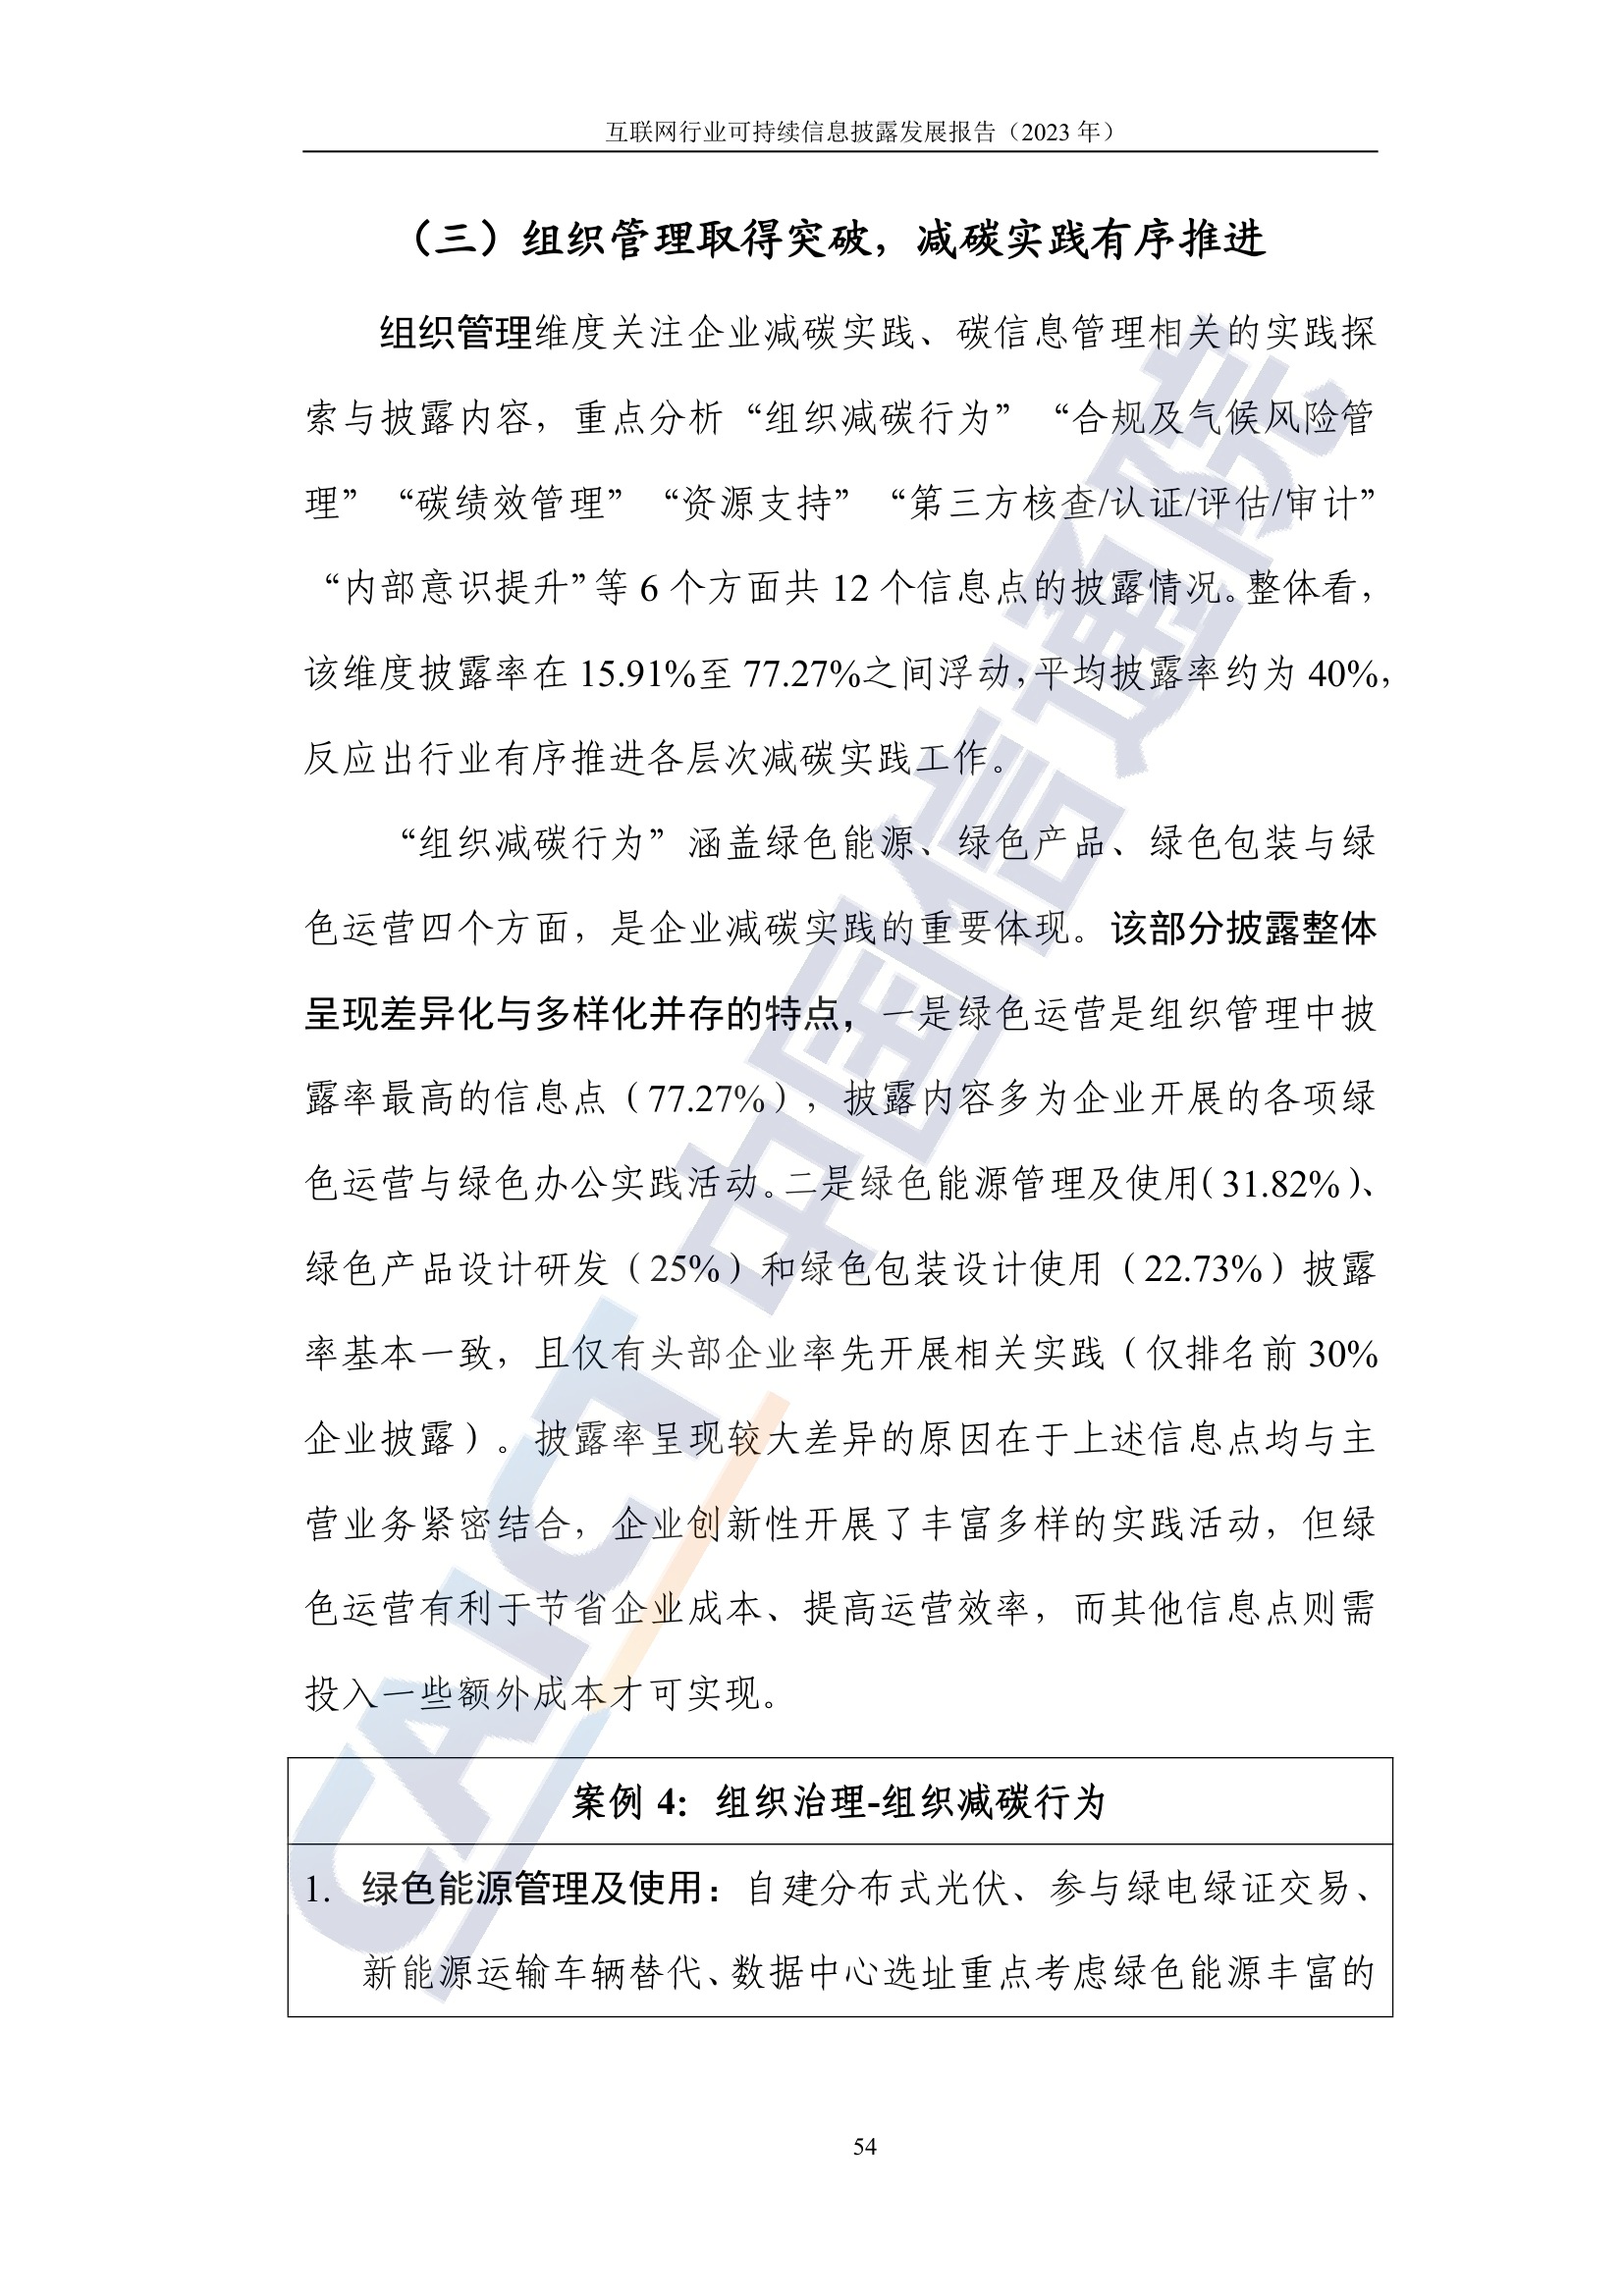 互联网行业可持续信息披露发展报告（2023 年）
（三）组织管理取得突破，减碳实践有序推进
组织管理维度关注企业减碳实践、碳信息管理相关的实践探
索与披露内容，重点分析“组织减碳行为”“合规及气候风险管
理”“碳绩效管理”“资源支持”“第三方核查/认证/评估/审计”
“内部意识提升”等 6 个方面共 12 个信息点的披露情况。整体看，
该维度披露率在 15.91%至 77.27%之间浮动，平均披露率约为 40%，
反应出行业有序推进各层次减碳实践工作。
“组织减碳行为”涵盖绿色能源、绿色产品、绿色包装与绿
色运营四个方面，是企业减碳实践的重要体现。该部分披露整体
呈现差异化与多样化并存的特点，一是绿色运营是组织管理中披
露率最高的信息点（77.27%），披露内容多为企业开展的各项绿
色运营与绿色办公实践活动。二是绿色能源管理及使用（31.82%）、
绿色产品设计研发（25%）和绿色包装设计使用（22.73%）披露
率基本一致，且仅有头部企业率先开展相关实践（仅排名前 30%
企业披露）。披露率呈现较大差异的原因在于上述信息点均与主
营业务紧密结合，企业创新性开展了丰富多样的实践活动，但绿
色运营有利于节省企业成本、提高运营效率，而其他信息点则需
投入一些额外成本才可实现。
案例 4：组织治理-组织减碳行为
1. 绿色能源管理及使用：自建分布式光伏、参与绿电绿证交易、
新能源运输车辆替代、数据中心选址重点考虑绿色能源丰富的
54
CAICT 中国信通院